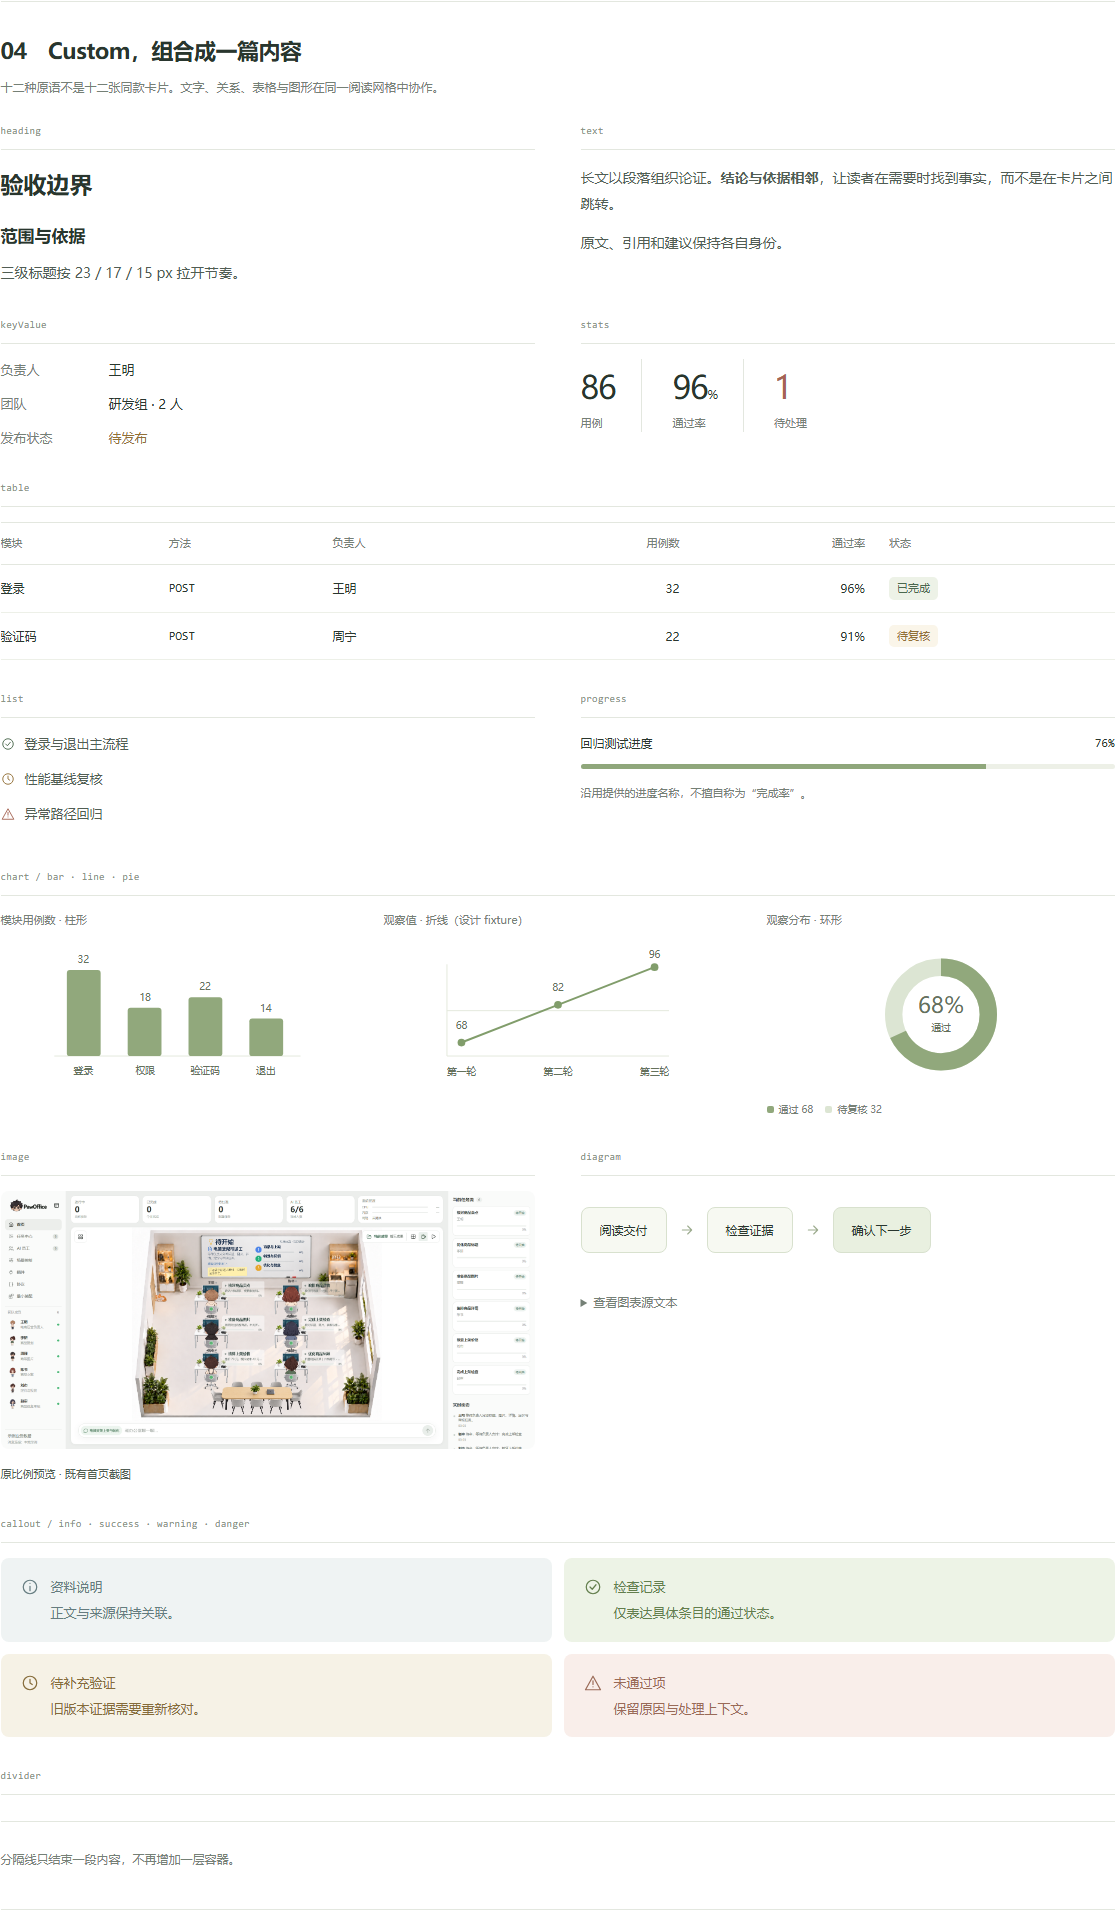 04 Custom，组合成一篇内容
十二种原语不是十二张同款卡片。文字、关系、表格与图形在同一阅读网格中协作。
heading
验收边界
范围与依据
三级标题按 23 / 17 / 15 px 拉开节奏。
text
长文以段落组织论证。结论与依据相邻，让读者在需要时找到事实，而不是在卡片之间
跳转。
原文、引用和建议保持各自身份。
keyValue
负责人 王明
团队 研发组 · 2 人
发布状态 待发布
stats
86 96% 1
用例 通过率 待处理
table
模块 方法 负责人 用例数 通过率 状态
登录 POST 王明 32 96% 已完成
验证码 POST 周宁 22 91% 待复核
list
登录与退出主流程
性能基线复核
异常路径回归
progress
回归测试进度 76%
沿用提供的进度名称，不擅自称为“完成率”。
chart / bar · line · pie
模块用例数 · 柱形
32
18
22
14
登录 权限 验证码 退出
观察值 · 折线（设计 fixture）
96
82
68
第一轮 第二轮 第三轮
观察分布 · 环形
68%
通过
通过 68 待复核 32
image
PawOffice
0 0 0 6/6
待开始
原比例预览 · 既有首页截图
diagram
阅读交付 → 检查证据 → 确认下一步
▶ 查看图表源文本
callout / info · success · warning · danger
资料说明
正文与来源保持关联。
检查记录
仅表达具体条目的通过状态。
待补充验证
旧版本证据需要重新核对。
未通过项
保留原因与处理上下文。
divider
分隔线只结束一段内容，不再增加一层容器。